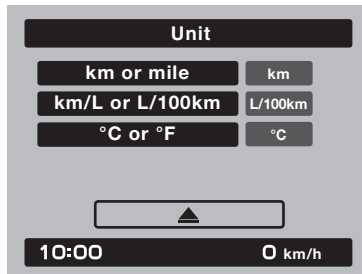 Unit
km or mile km
km/L or L/100km L/100km
°C or °F °C
10:00 0 km/h